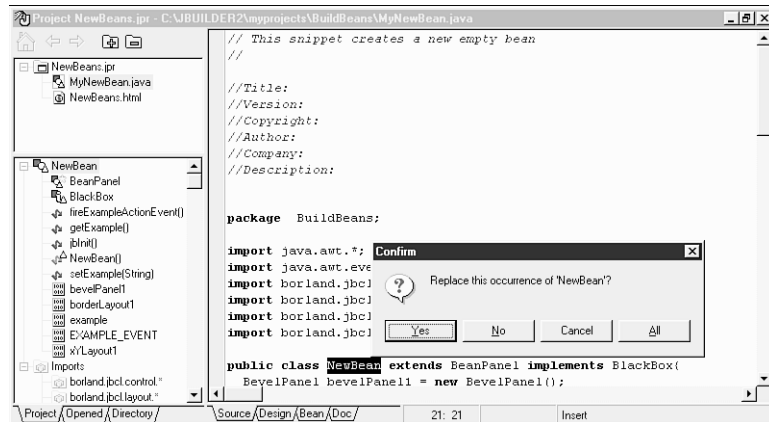 Project NewBeans.jpr - C:\JBUILDER2\myprojects\BuildBeans\MyNewBean.java
NewBeans.jpr
MyNewBean.java
NewBeans.html
NewBean
BeanPanel
BlackBox
fireExampleActionEvent()
getExample()
jbInit()
NewBean()
setExample(String)
bevelPanel1
borderLayout1
example
EXAMPLE_EVENT
xYLayout1
Imports
borland.jbcl.control.*
borland.jbcl.layout.*
Project Opened Directory
// This snippet creates a new empty bean
//
//Title:
//Version:
//Copyright:
//Author:
//Company:
//Description:
package BuildBeans;
import java.awt.*;
import java.awt.eve
import borland.jbcl
import borland.jbcl
import borland.jbcl
import borland.jbcl
public class NewBean extends BeanPanel implements BlackBox{
BevelPanel bevelPanel1 = new BevelPanel();
Confirm
Replace this occurrence of 'NewBean'?
Yes No Cancel All
Source Design Bean Doc
21: 21 Insert